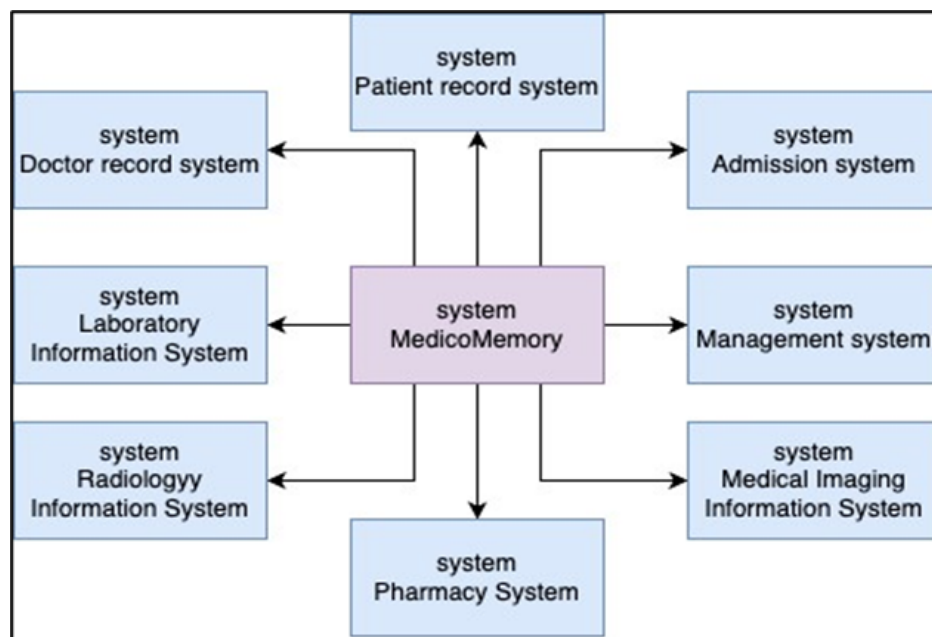 system
Patient record system
system
Doctor record system
system
Admission system
system
Laboratory
Information System
system
MedicoMemory
system
Management system
system
Radiologyy
Information System
system
Medical Imaging
Information System
system
Pharmacy System